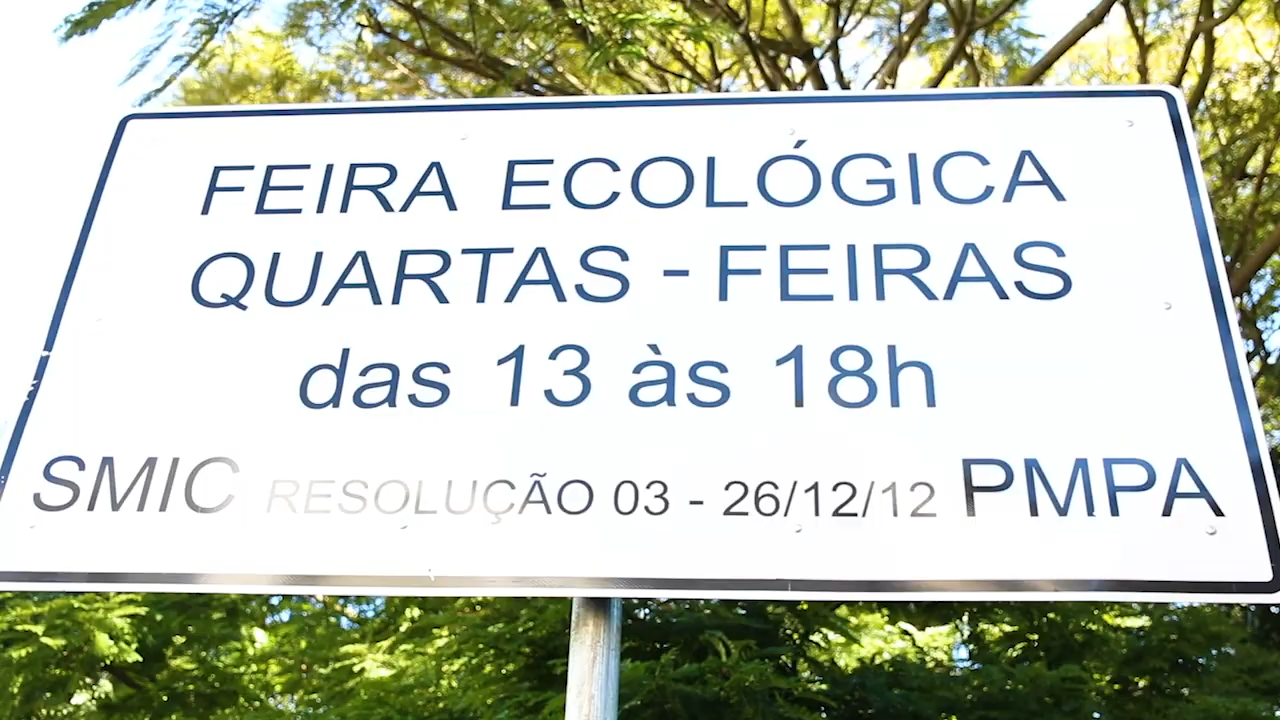 FEIRA ECOLÓGICA
QUARTAS - FEIRAS
das 13 às 18h
SMIC RESOLUÇÃO 03 - 26/12/12 PMPA